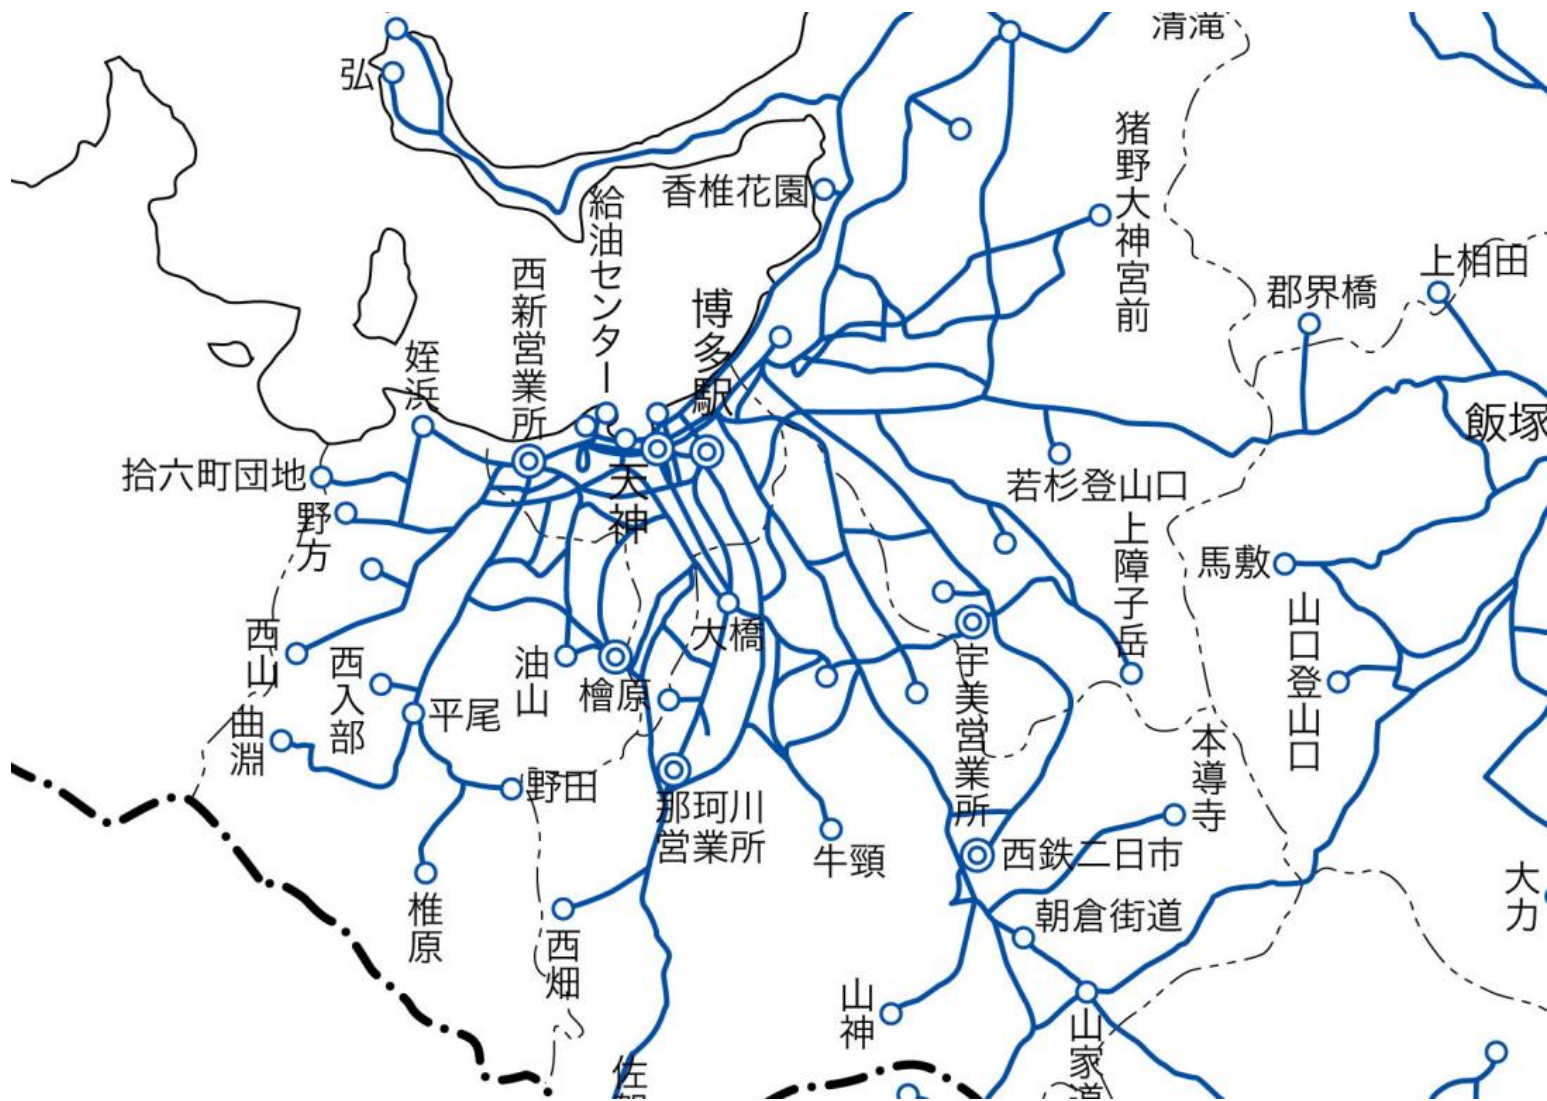 清滝
弘
猪野大神宮前
香椎花園
給油センター
西新営業所
上相田
郡界橋
博多駅
姪浜
飯塚
拾六町団地
天神
若杉登山口
野方
上障子岳
馬敷
山口登山口
西山
西入部
油山
大橋
檜原
宇美営業所
平尾
曲淵
本導寺
野田
那珂川
営業所
牛頸
西鉄二日市
大力
椎原
朝倉街道
西畑
山神
山家道
佐